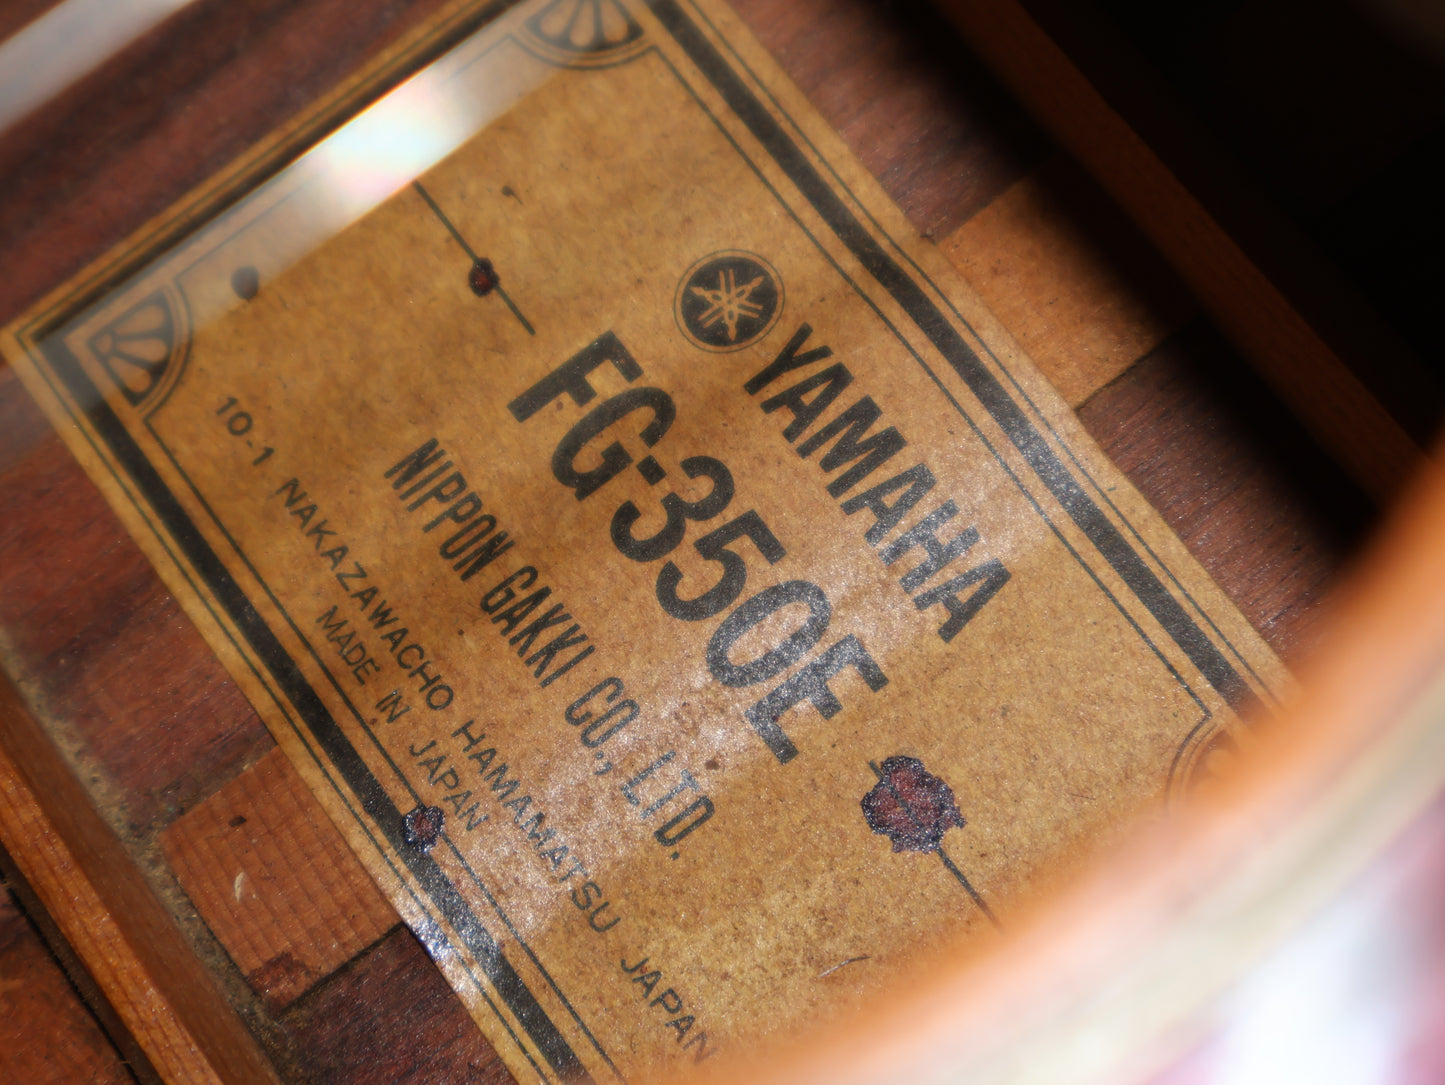 YAMAHA
FG-350E
NIPPON GAKKI CO., LTD.
10-1 NAKAZAWACHO HAMAMATSU JAPAN
MADE IN JAPAN